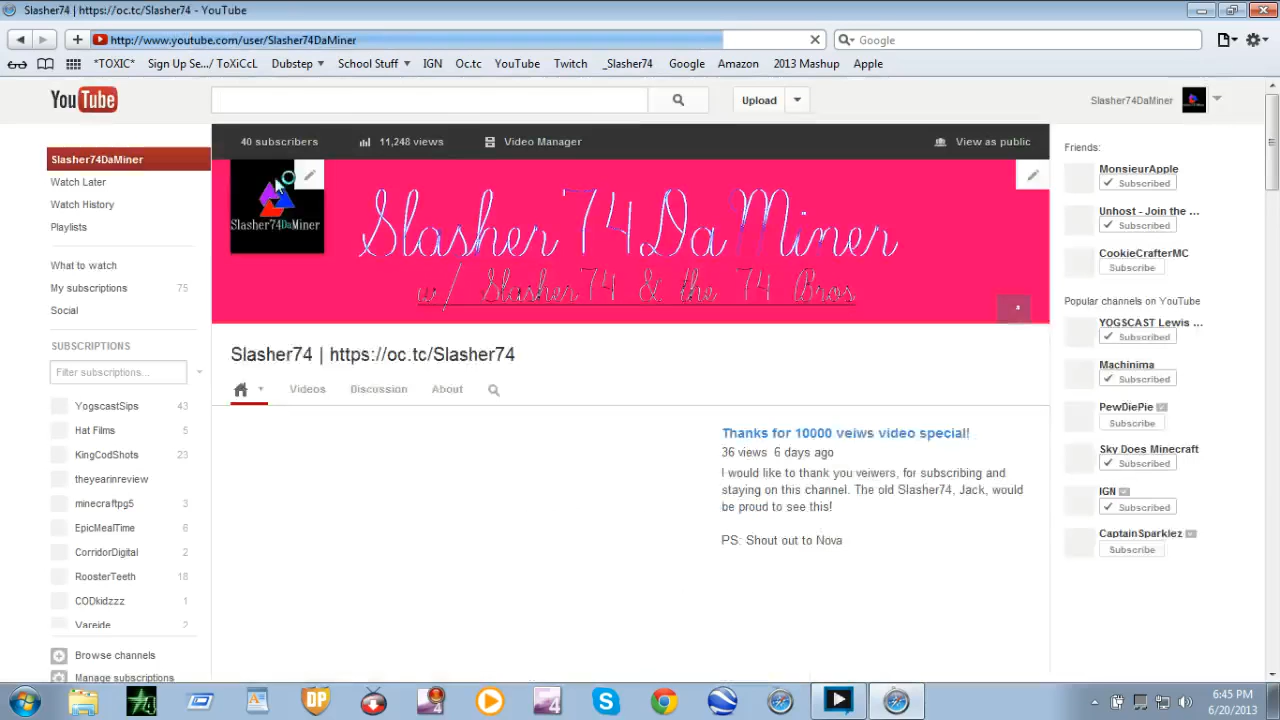 Slasher74 | https://oc.tc/Slasher74 - YouTube
http://www.youtube.com/user/Slasher74DaMiner
Google
*TOXIC* Sign Up Se.../ ToXiCcL Dubstep School Stuff IGN Oc.tc YouTube Twitch _Slasher74 Google Amazon 2013 Mashup Apple
YouTube
Upload
Slasher74DaMiner
40 subscribers 11,248 views Video Manager View as public
Slasher74DaMiner
Watch Later
Watch History
Playlists
What to watch
My subscriptions 75
Social
SUBSCRIPTIONS
Filter subscriptions...
YogscastSips 43
Hat Films 5
KingCodShots 23
theyearinreview
minecraftpg5 3
EpicMealTime 6
CorridorDigital 2
RoosterTeeth 18
CODkidzzz 1
Vareide 2
Browse channels
Manage subscriptions
Slasher74DaMiner
Slasher74DaMiner
w/ Slasher74 & the 74 Bros
Slasher74 | https://oc.tc/Slasher74
Videos Discussion About
Thanks for 10000 veiws video special!
36 views 6 days ago
I would like to thank you veiwers, for subscribing and
staying on this channel. The old Slasher74, Jack, would
be proud to see this!
PS: Shout out to Nova
Friends:
MonsieurApple
Subscribed
Unhost - Join the ...
Subscribed
CookieCrafterMC
Subscribe
Popular channels on YouTube
YOGSCAST Lewis ...
Subscribed
Machinima
Subscribed
PewDiePie
Subscribe
Sky Does Minecraft
Subscribed
IGN
Subscribed
CaptainSparklez
Subscribe
74
DP
4
4
6:45 PM
6/20/2013